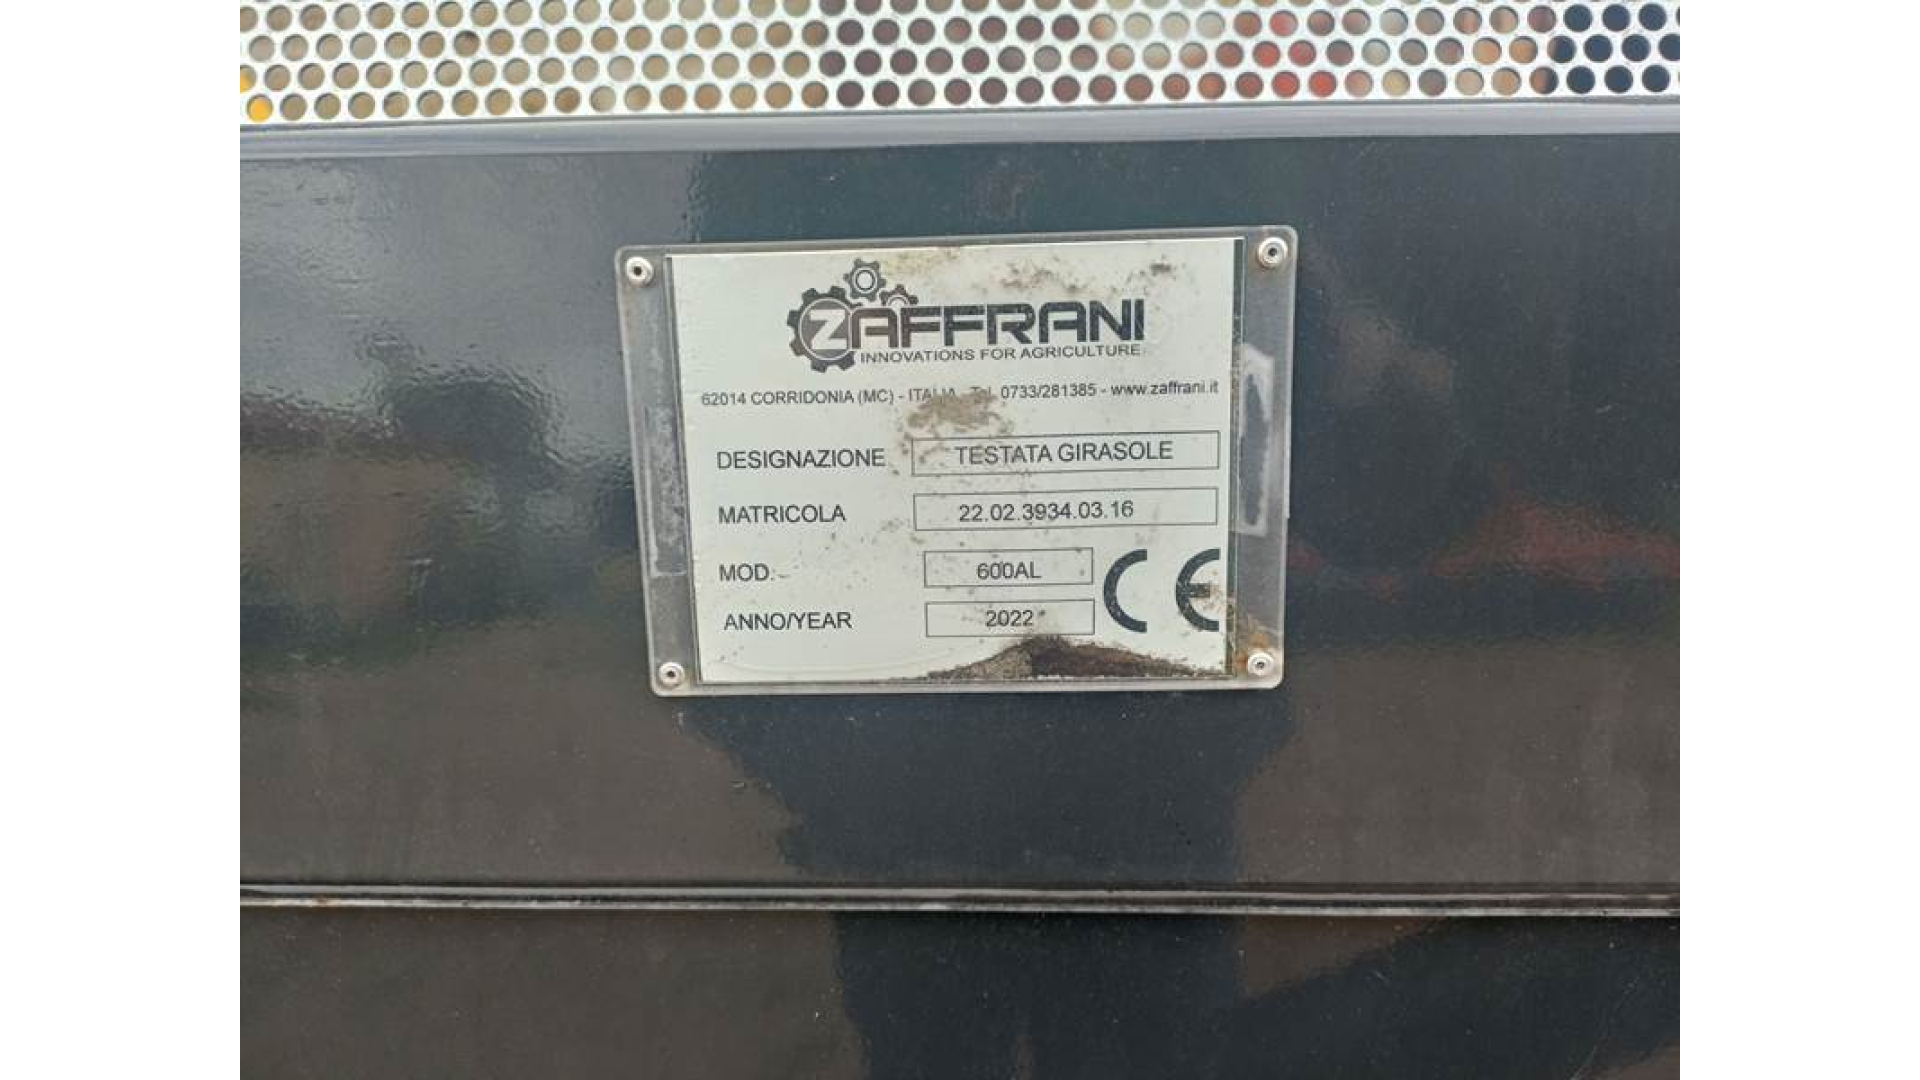 ZAFFRANI
INNOVATIONS FOR AGRICULTURE
62014 CORRIDONIA (MC) - ITALIA - Tel. 0733/281385 - www.zaffrani.it
DESIGNAZIONE TESTATA GIRASOLE
MATRICOLA 22.02.3934.03.16
MOD. 600AL
ANNO/YEAR 2022
CE